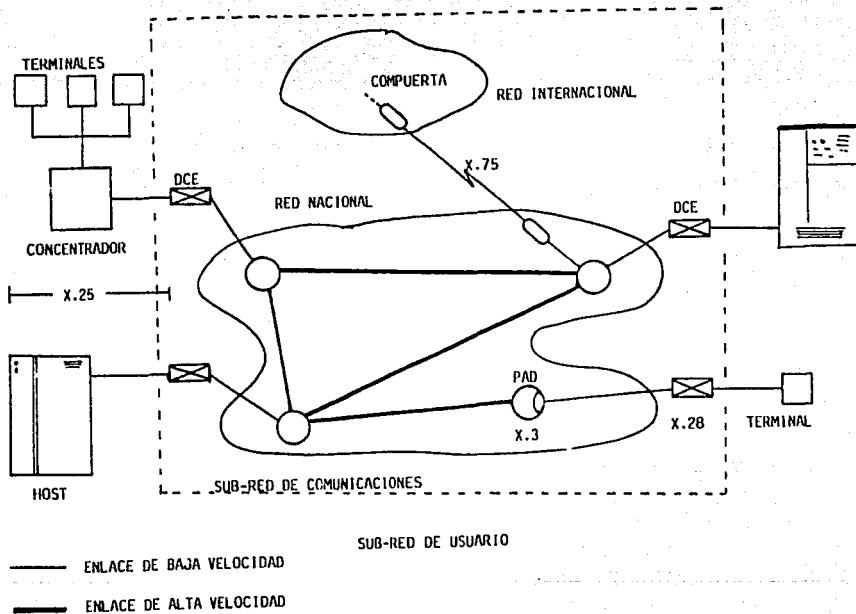 TERMINALES
COMPUERTA
RED INTERNACIONAL
X.75
DCE
RED NACIONAL
DCE
CONCENTRADOR
X.25
PAD
X.3
X.28
TERMINAL
HOST
SUB-RED DE COMUNICACIONES
SUB-RED DE USUARIO
ENLACE DE BAJA VELOCIDAD
ENLACE DE ALTA VELOCIDAD